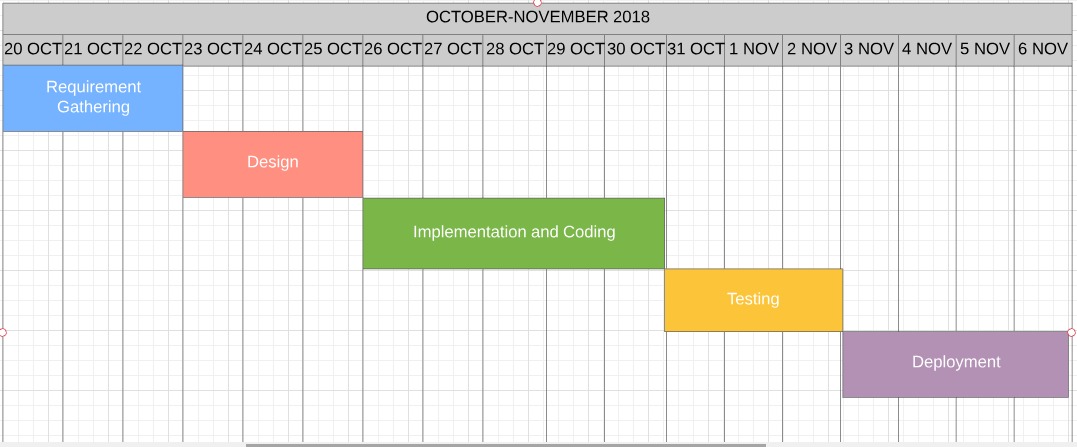 OCTOBER-NOVEMBER 2018
20 OCT 21 OCT 22 OCT 23 OCT 24 OCT 25 OCT 26 OCT 27 OCT 28 OCT 29 OCT 30 OCT 31 OCT 1 NOV 2 NOV 3 NOV 4 NOV 5 NOV 6 NOV
Requirement
Gathering
Design
Implementation and Coding
Testing
Deployment